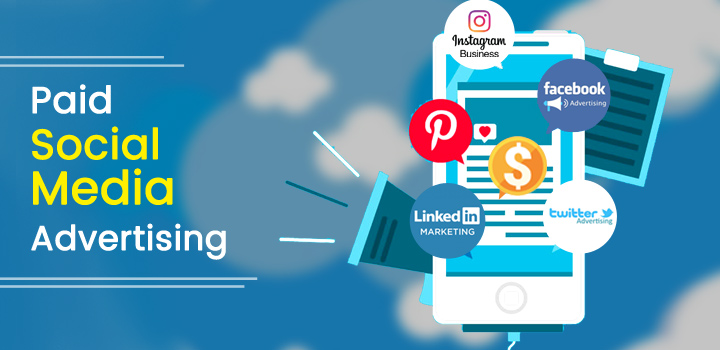 Paid
Social
Media
Advertising
Instagram
Business
facebook
Advertising
$
Linked in
MARKETING
twitter
Advertising